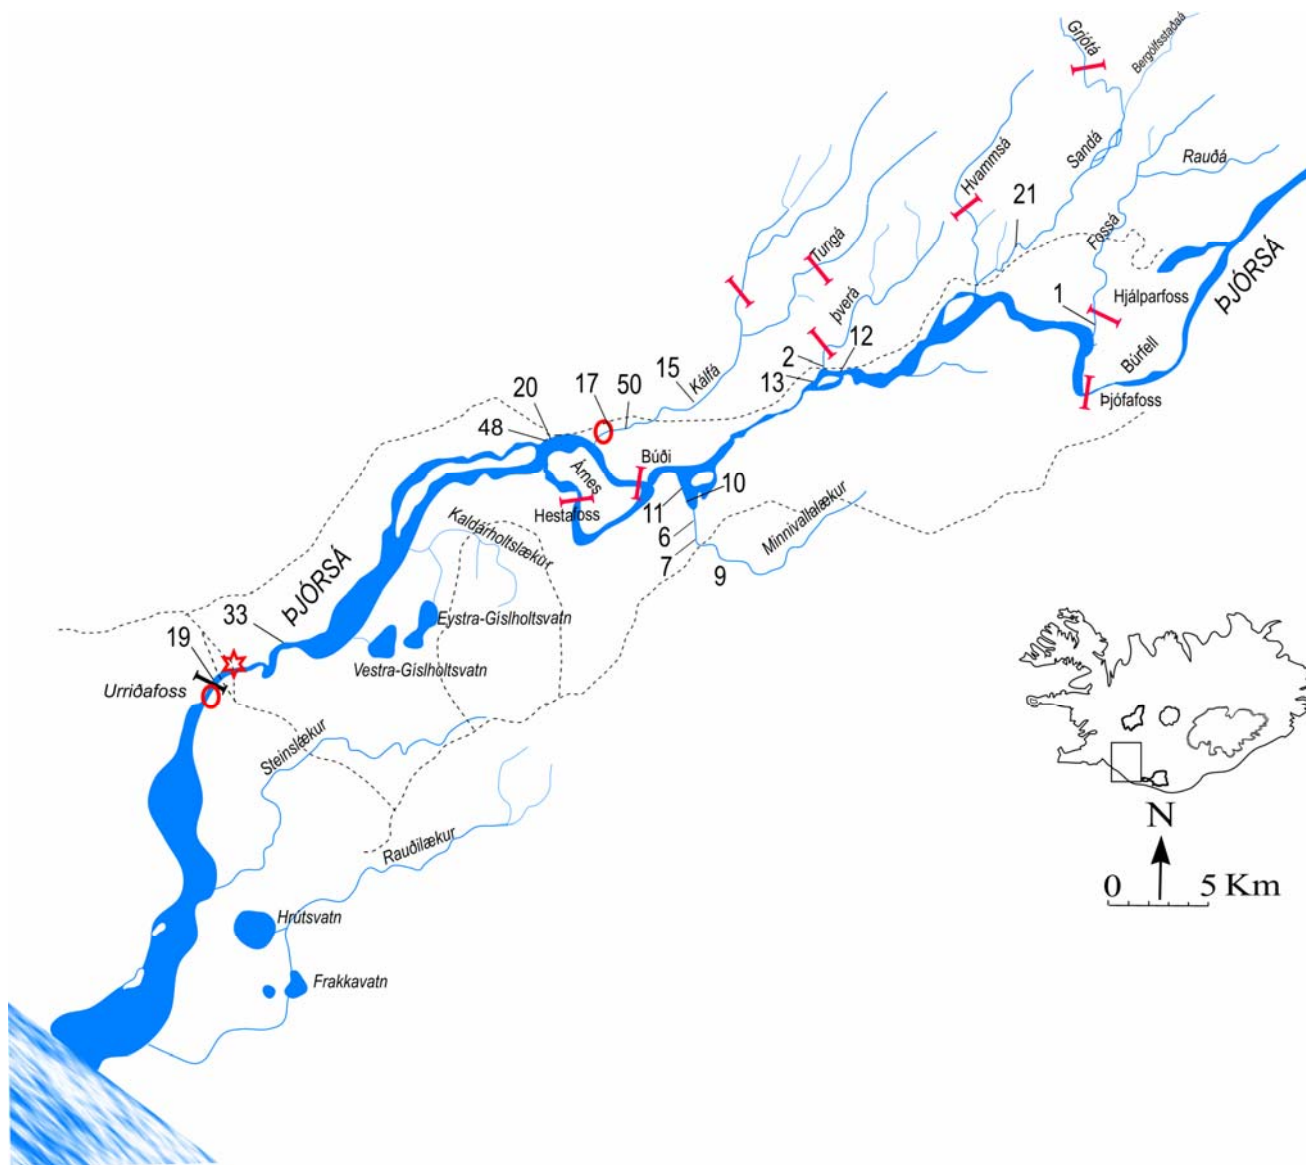 Grjótá
Bergólfsstaðaá
Sandá
Rauðá
Hvammsá
21
Fossá
Tungá
ÞJÓRSÁ
1
Hjálparfoss
Þverá
12
2
Búrfell
13
Þjófafoss
15
Kálfá
17
50
20
48
Búði
Árnes
10
Hestafoss
11
6
Minnivallalækur
7
9
Kaldárholtslækur
ÞJÓRSÁ
33
Eystra-Gíslholtsvatn
19
Vestra-Gíslholtsvatn
Urriðafoss
Steinslækur
Rauðilækur
Hrútsvatn
Frakkavatn
N
0 5 Km